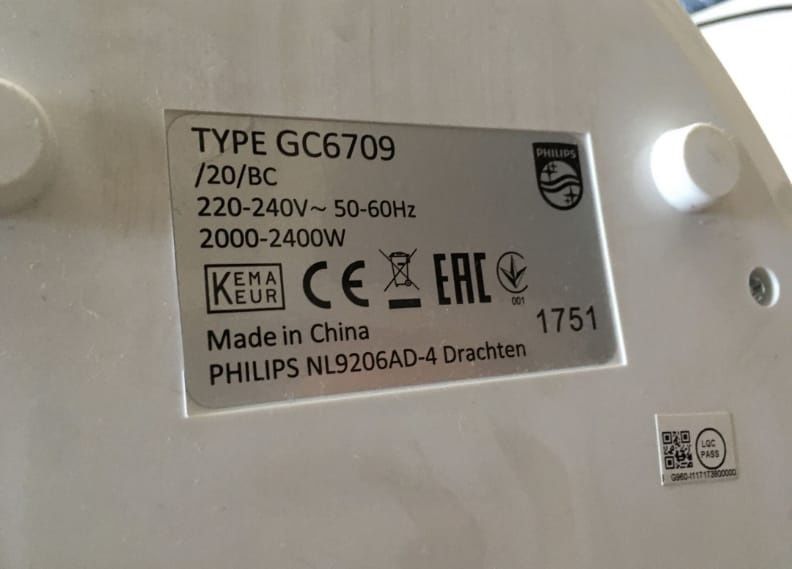 TYPE GC6709
/20/BC
220-240V~ 50-60Hz
2000-2400W
PHILIPS
KEMA
KEUR
CE
EAC
001
1751
Made in China
PHILIPS NL9206AD-4 Drachten
LQC
PASS